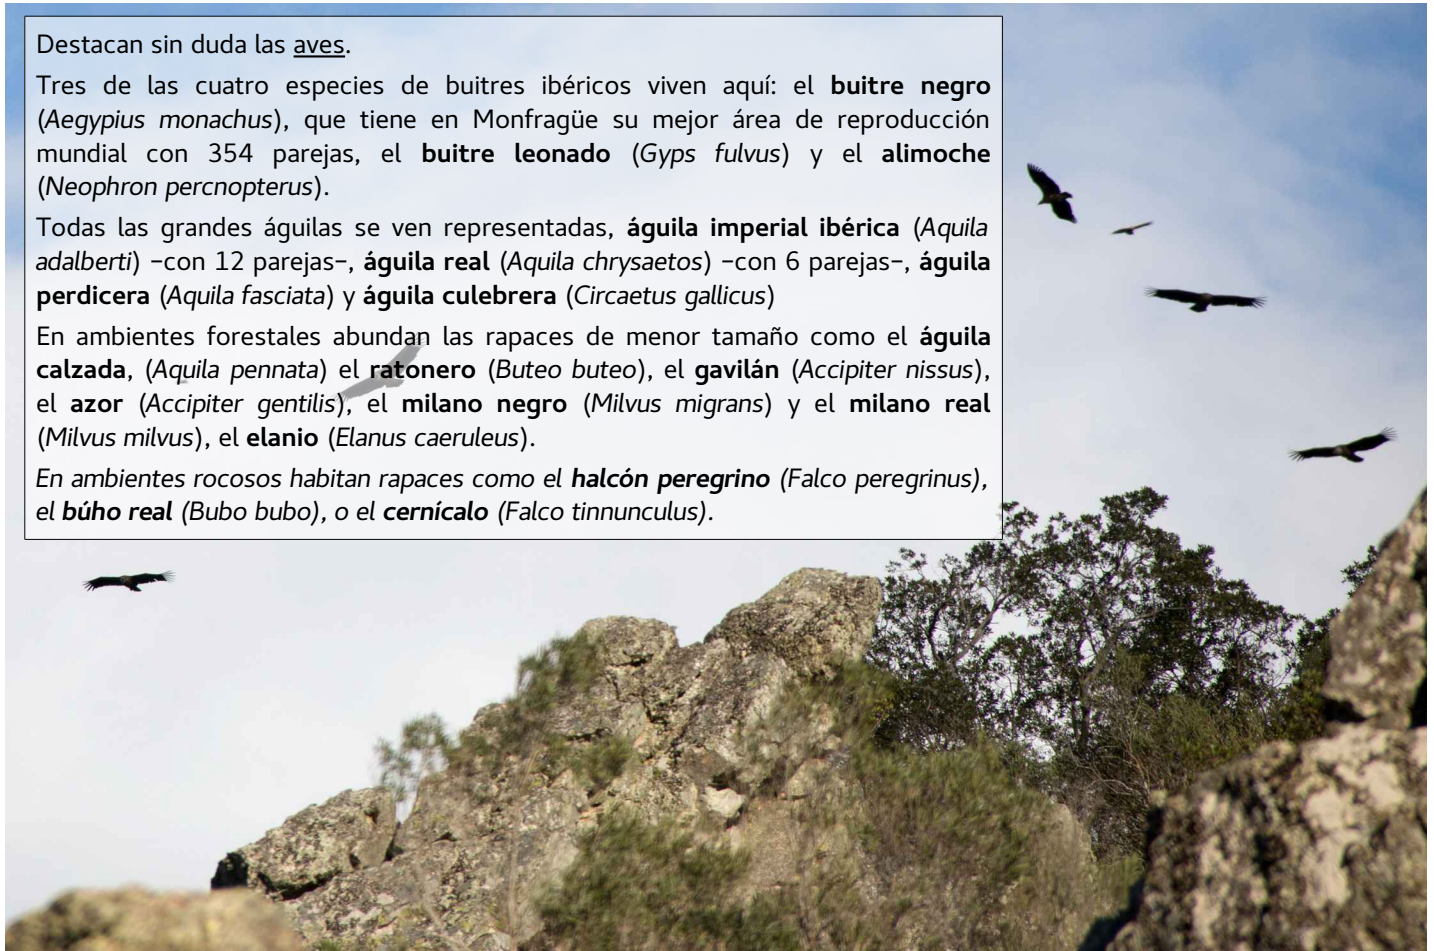 Destacan sin duda las aves.
Tres de las cuatro especies de buitres ibéricos viven aquí: el buitre negro
(Aegypius monachus), que tiene en Monfragüe su mejor área de reproducción
mundial con 354 parejas, el buitre leonado (Gyps fulvus) y el alimoche
(Neophron percnopterus).
Todas las grandes águilas se ven representadas, águila imperial ibérica (Aquila
adalberti) –con 12 parejas–, águila real (Aquila chrysaetos) –con 6 parejas–, águila
perdicera (Aquila fasciata) y águila culebrera (Circaetus gallicus)
En ambientes forestales abundan las rapaces de menor tamaño como el águila
calzada, (Aquila pennata) el ratonero (Buteo buteo), el gavilán (Accipiter nissus),
el azor (Accipiter gentilis), el milano negro (Milvus migrans) y el milano real
(Milvus milvus), el elanio (Elanus caeruleus).
En ambientes rocosos habitan rapaces como el halcón peregrino (Falco peregrinus),
el búho real (Bubo bubo), o el cernícalo (Falco tinnunculus).